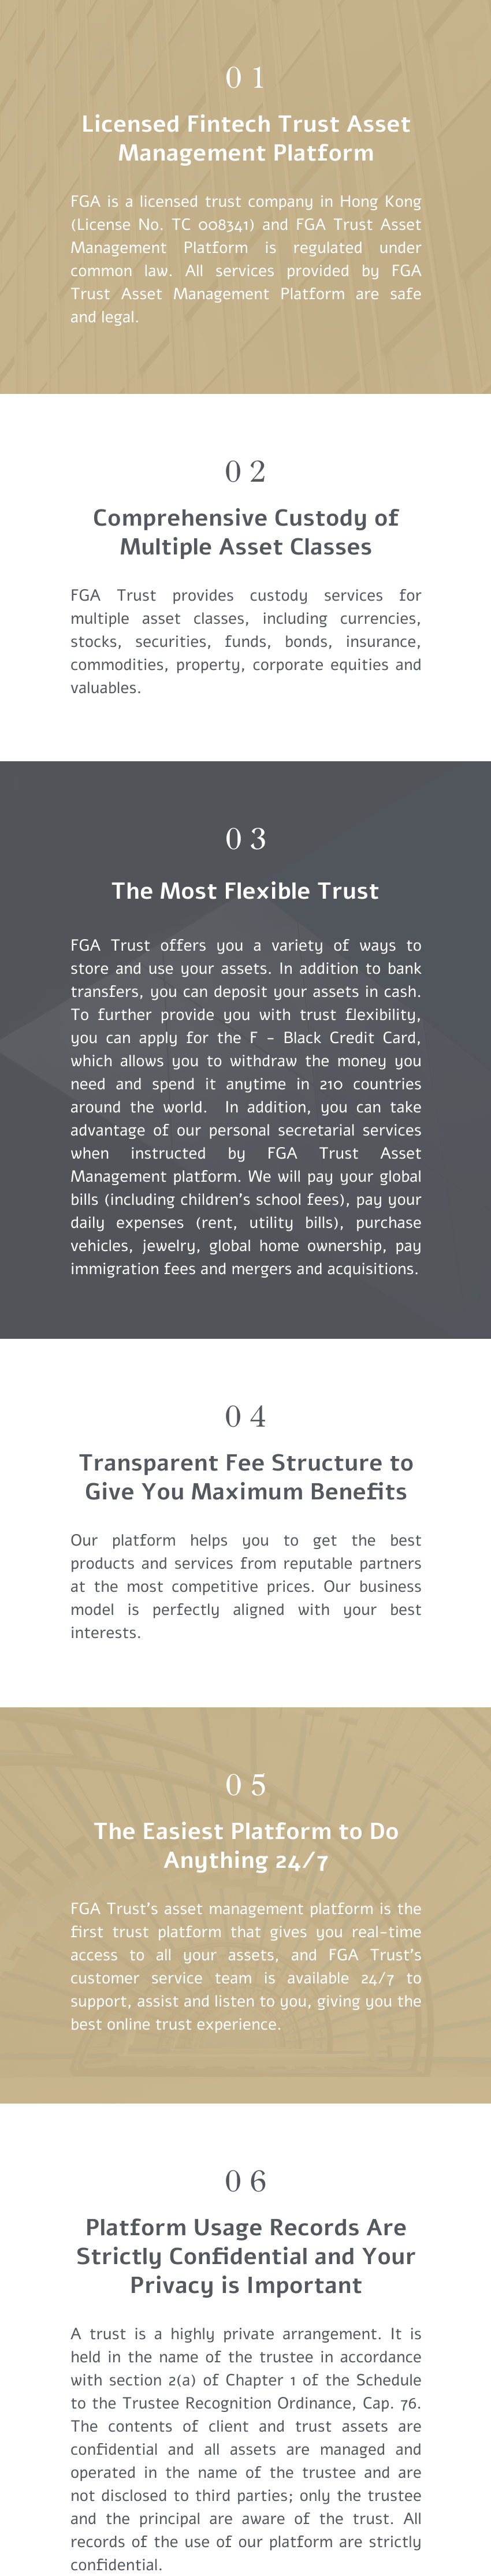 01
Licensed Fintech Trust Asset
Management Platform
FGA is a licensed trust company in Hong Kong
(License No. TC 008341) and FGA Trust Asset
Management Platform is regulated under
common law. All services provided by FGA
Trust Asset Management Platform are safe
and legal.
02
Comprehensive Custody of
Multiple Asset Classes
FGA Trust provides custody services for
multiple asset classes, including currencies,
stocks, securities, funds, bonds, insurance,
commodities, property, corporate equities and
valuables.
03
The Most Flexible Trust
FGA Trust offers you a variety of ways to
store and use your assets. In addition to bank
transfers, you can deposit your assets in cash.
To further provide you with trust flexibility,
you can apply for the F - Black Credit Card,
which allows you to withdraw the money you
need and spend it anytime in 210 countries
around the world. In addition, you can take
advantage of our personal secretarial services
when instructed by FGA Trust Asset
Management platform. We will pay your global
bills (including children's school fees), pay your
daily expenses (rent, utility bills), purchase
vehicles, jewelry, global home ownership, pay
immigration fees and mergers and acquisitions.
04
Transparent Fee Structure to
Give You Maximum Benefits
Our platform helps you to get the best
products and services from reputable partners
at the most competitive prices. Our business
model is perfectly aligned with your best
interests.
05
The Easiest Platform to Do
Anything 24/7
FGA Trust's asset management platform is the
first trust platform that gives you real-time
access to all your assets, and FGA Trust's
customer service team is available 24/7 to
support, assist and listen to you, giving you the
best online trust experience.
06
Platform Usage Records Are
Strictly Confidential and Your
Privacy is Important
A trust is a highly private arrangement. It is
held in the name of the trustee in accordance
with section 2(a) of Chapter 1 of the Schedule
to the Trustee Recognition Ordinance, Cap. 76.
The contents of client and trust assets are
confidential and all assets are managed and
operated in the name of the trustee and are
not disclosed to third parties; only the trustee
and the principal are aware of the trust. All
records of the use of our platform are strictly
confidential.